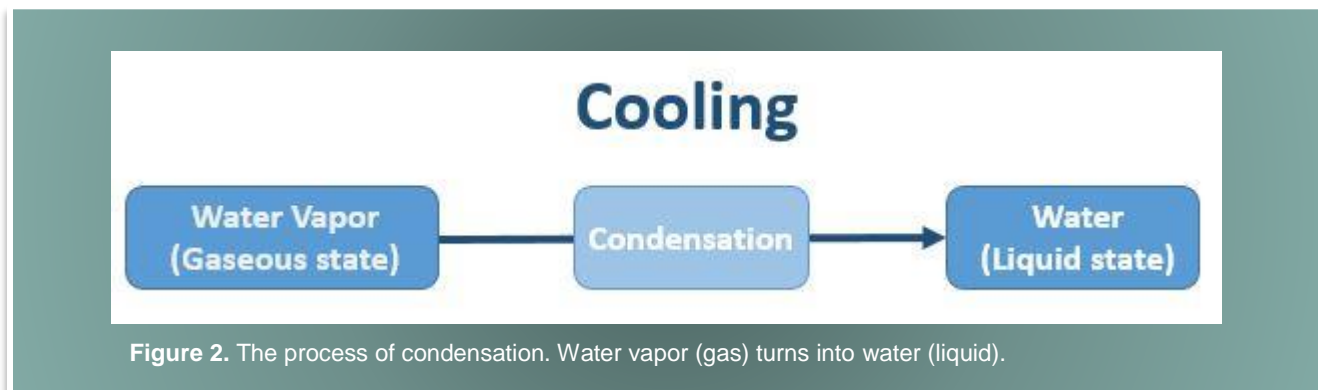 Cooling
Water Vapor
(Gaseous state)
Condensation
Water
(Liquid state)
Figure 2. The process of condensation. Water vapor (gas) turns into water (liquid).